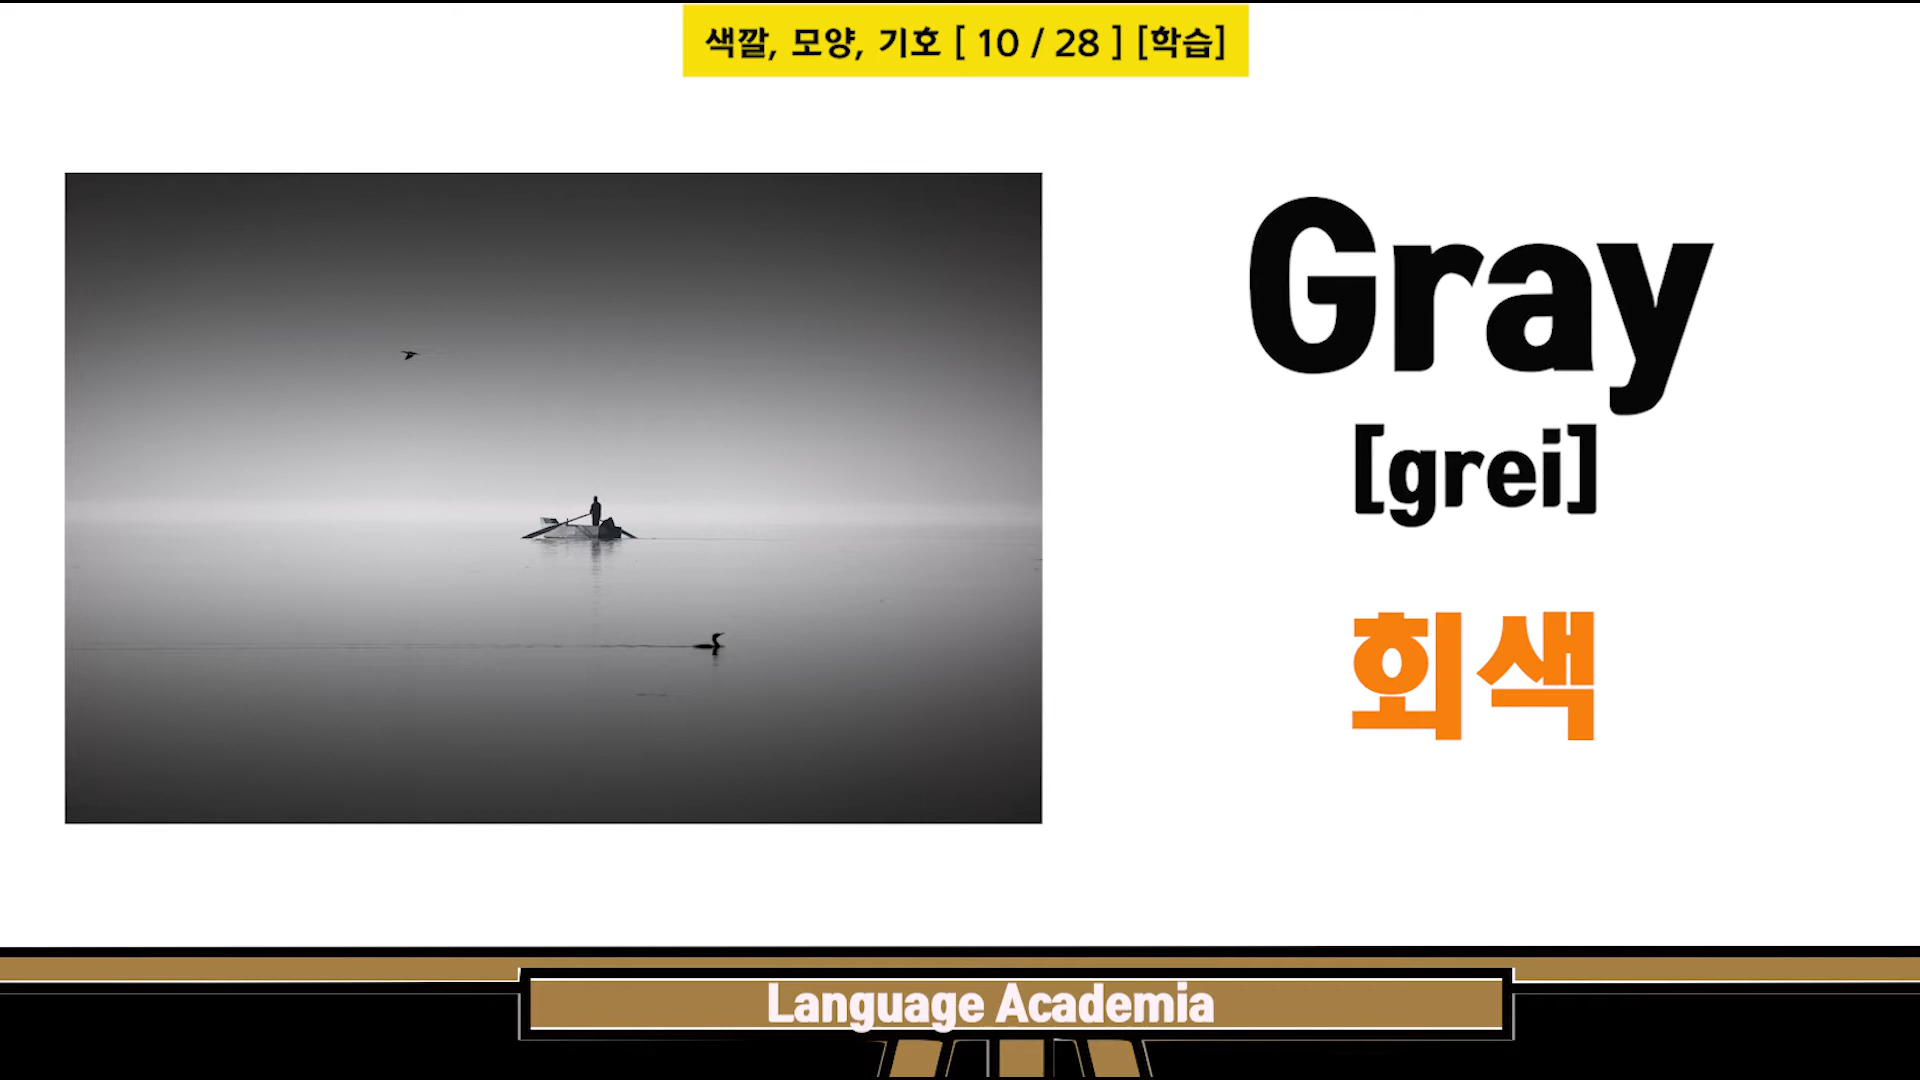 색깔, 모양, 기호 [ 10 / 28 ] [학습]
Gray
[grei]
회색
Language Academia